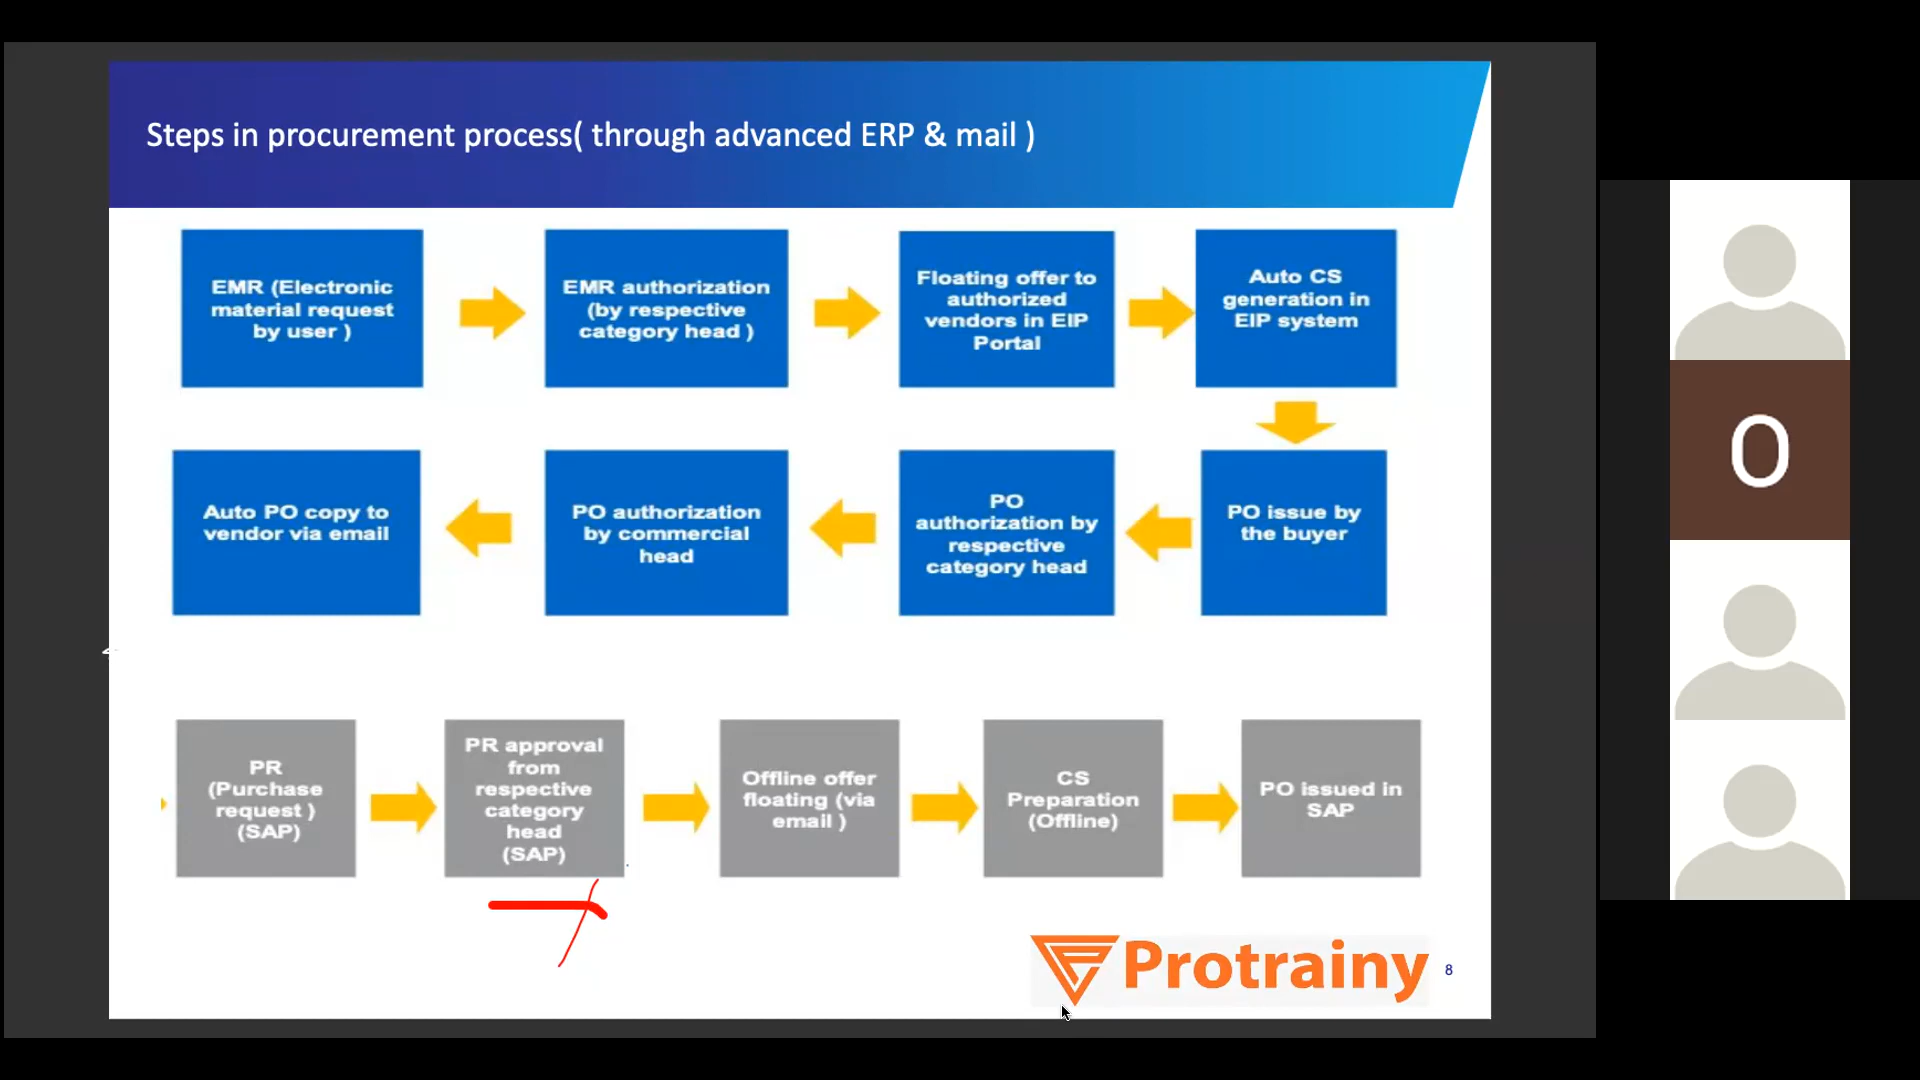 Steps in procurement process( through advanced ERP & mail )
EMR (Electronic
material request
by user )
EMR authorization
(by respective
category head )
Floating offer to
authorized
vendors in EIP
Portal
Auto CS
generation in
EIP system
Auto PO copy to
vendor via email
PO authorization
by commercial
head
PO
authorization by
respective
category head
PO issue by
the buyer
PR
(Purchase
request )
(SAP)
PR approval
from
respective
category
head
(SAP)
Offline offer
floating (via
email )
CS
Preparation
(Offline)
PO issued in
SAP
Protrainy
8
O